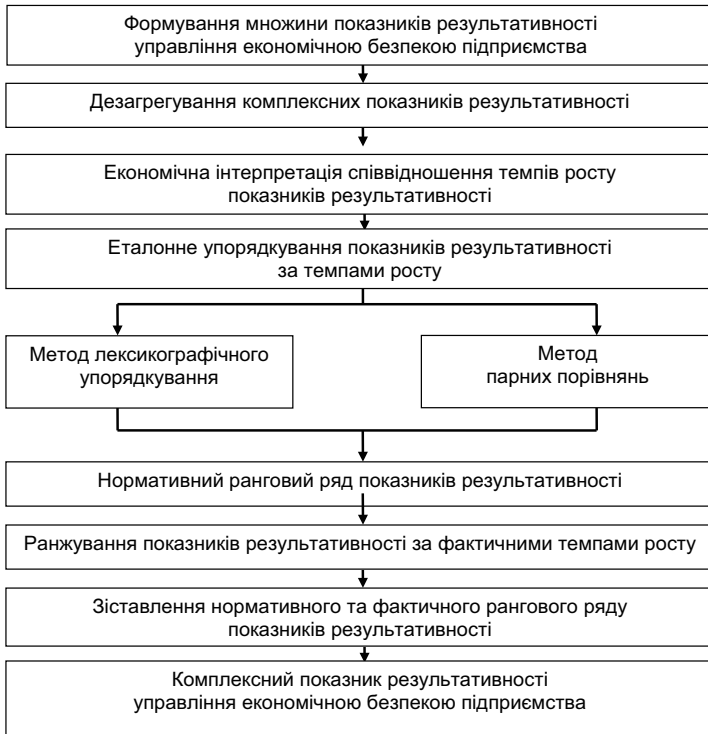 Формування множини показників результативності
управління економічною безпекою підприємства
Дезагрегування комплексних показників результативності
Економічна інтерпретація співвідношення темпів росту
показників результативності
Еталонне упорядкування показників результативності
за темпами росту
Метод лексикографічного
упорядкування
Метод
парних порівнянь
Нормативний ранговий ряд показників результативності
Ранжування показників результативності за фактичними темпами росту
Зіставлення нормативного та фактичного рангового ряду
показників результативності
Комплексний показник результативності
управління економічною безпекою підприємства